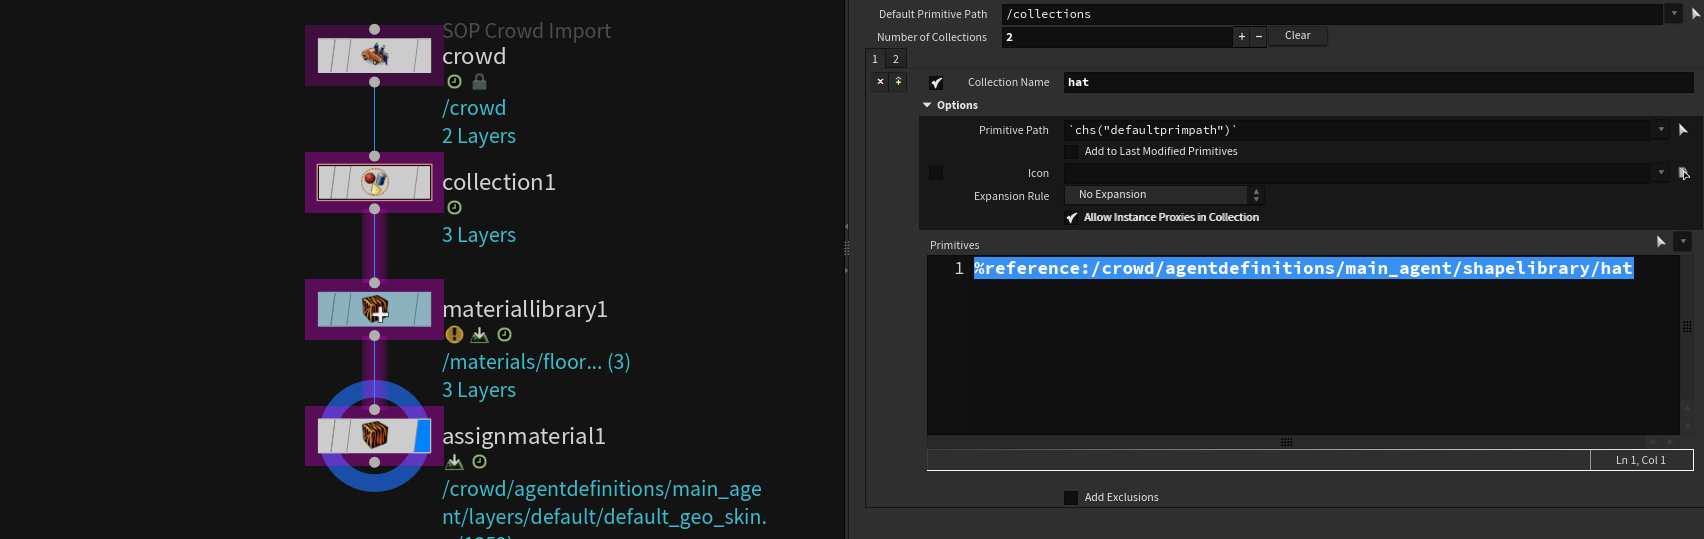 SOP Crowd Import
crowd
/crowd
2 Layers
collection1
3 Layers
materiallibrary1
/materials/floor... (3)
3 Layers
assignmaterial1
/crowd/agentdefinitions/main_age
nt/layers/default/default_geo_skin.
Default Primitive Path /collections
Number of Collections 2 + − Clear
1 2
Collection Name hat
Options
Primitive Path `chs("defaultprimpath")`
Add to Last Modified Primitives
Icon
Expansion Rule No Expansion
Allow Instance Proxies in Collection
Primitives
1 %reference:/crowd/agentdefinitions/main_agent/shapelibrary/hat
Ln 1, Col 1
Add Exclusions